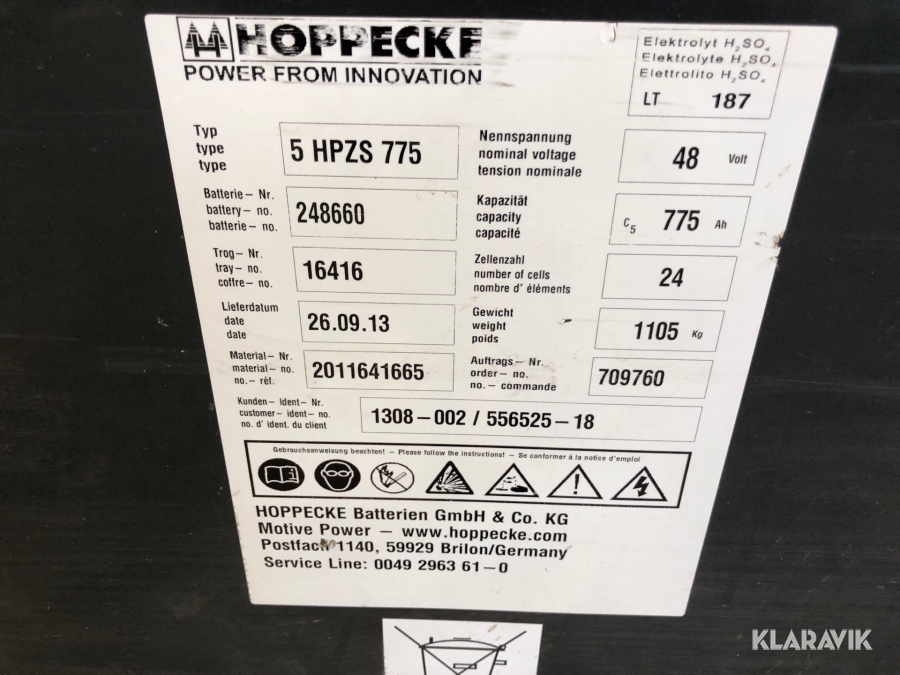 HOPPECKE
POWER FROM INNOVATION
Elektrolyt H₂SO₄
Elektrolyte H₂SO₄
Elettrolito H₂SO₄
LT 187
Typ
type
type
5 HPZS 775
Nennspannung
nominal voltage
tension nominale
48 Volt
Batterie – Nr.
battery – no.
batterie – no.
248660
Kapazität
capacity
capacité
C₅ 775 Ah
Trog – Nr.
tray – no.
coffre – no.
16416
Zellenzahl
number of cells
nombre d' éléments
24
Lieferdatum
date
date
26.09.13
Gewicht
weight
poids
1105 Kg
Material – Nr.
material – no.
no. – réf.
2011641665
Auftrags – Nr.
order – no.
no. – commande
709760
Kunden – Ident – Nr.
customer – ident – no.
no. d' ident. du client
1308 – 002 / 556525 – 18
Gebrauchsanweisung beachten! – Please follow the instructions! – Se conformer à la notice d'emploi
HOPPECKE Batterien GmbH & Co. KG
Motive Power – www.hoppecke.com
Postfach 1140, 59929 Brilon/Germany
Service Line: 0049 2963 61 – 0
KLARAVIK